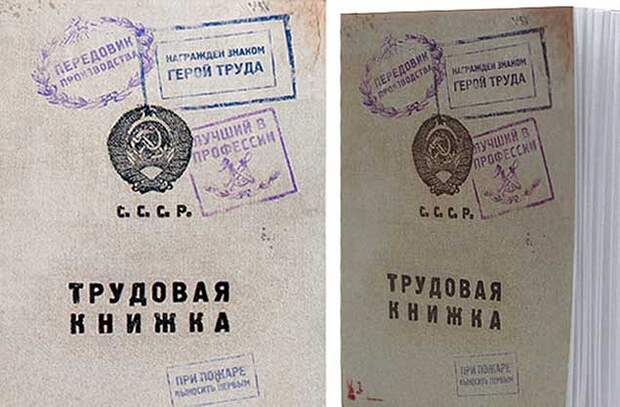 ПЕРЕДОВИК
ПРОИЗВОДСТВА
НАГРАЖДЕН ЗНАКОМ
ГЕРОЙ ТРУДА
ЛУЧШИЙ В
ПРОФЕССИИ
С. С. С. Р.
ТРУДОВАЯ
КНИЖКА
ПРИ ПОЖАРЕ
ВЫНОСИТЬ ПЕРВЫМ
ПЕРЕДОВИК
ПРОИЗВОДСТВА
НАГРАЖДЕН ЗНАКОМ
ГЕРОЙ ТРУДА
ЛУЧШИЙ В
ПРОФЕССИИ
С. С. С. Р.
ТРУДОВАЯ
КНИЖКА
ПРИ ПОЖАРЕ
ВЫНОСИТЬ ПЕРВЫМ